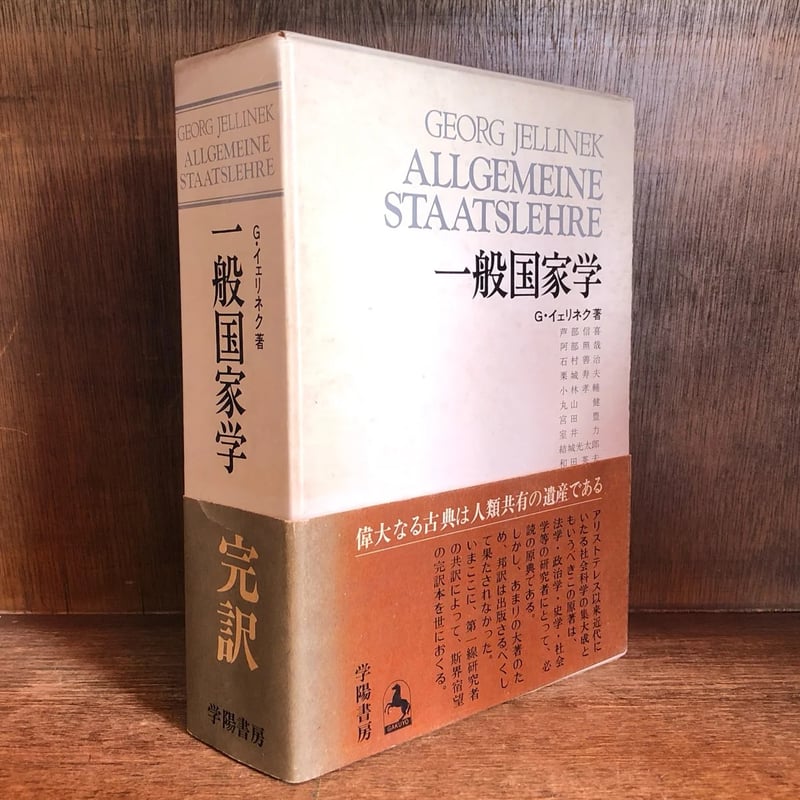 GEORG JELLINEK
ALLGEMEINE
STAATSLEHRE
G・イェリネク 著
一般国家学
完訳
学陽書房
GEORG JELLINEK
ALLGEMEINE
STAATSLEHRE
一般国家学
G・イェリネク著
芦部信喜
阿部照哉
石村善治
栗城寿夫
小林孝輔
丸山健
宮田豊
室井力
結城光太郎
和田英夫
偉大なる古典は人類共有の遺産である
アリストテレス以来近代に
いたる社会科学の集大成と
もいうべきこの原著は、
法学・政治学・史学・社会
学等の研究者にとって、必
読の原典である。
しかし、あまりの大著のた
め、邦訳は出版さるべくし
て果たされなかった。
いまここに、第一線研究者
の共訳によって、斯界宿望
の完訳本を世におくる。
学陽書房
GAKUYO